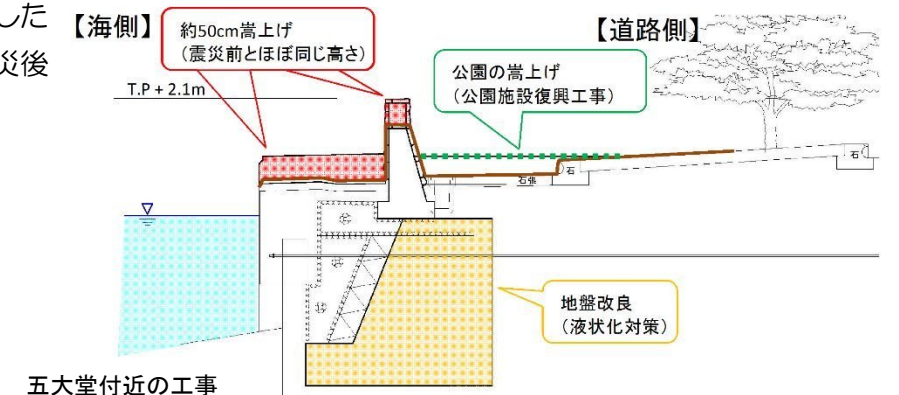 した
災後
【海側】
約50cm嵩上げ
（震災前とほぼ同じ高さ）
【道路側】
公園の嵩上げ
（公園施設復興工事）
T.P + 2.1m
石
石
石張
地盤改良
（液状化対策）
五大堂付近の工事